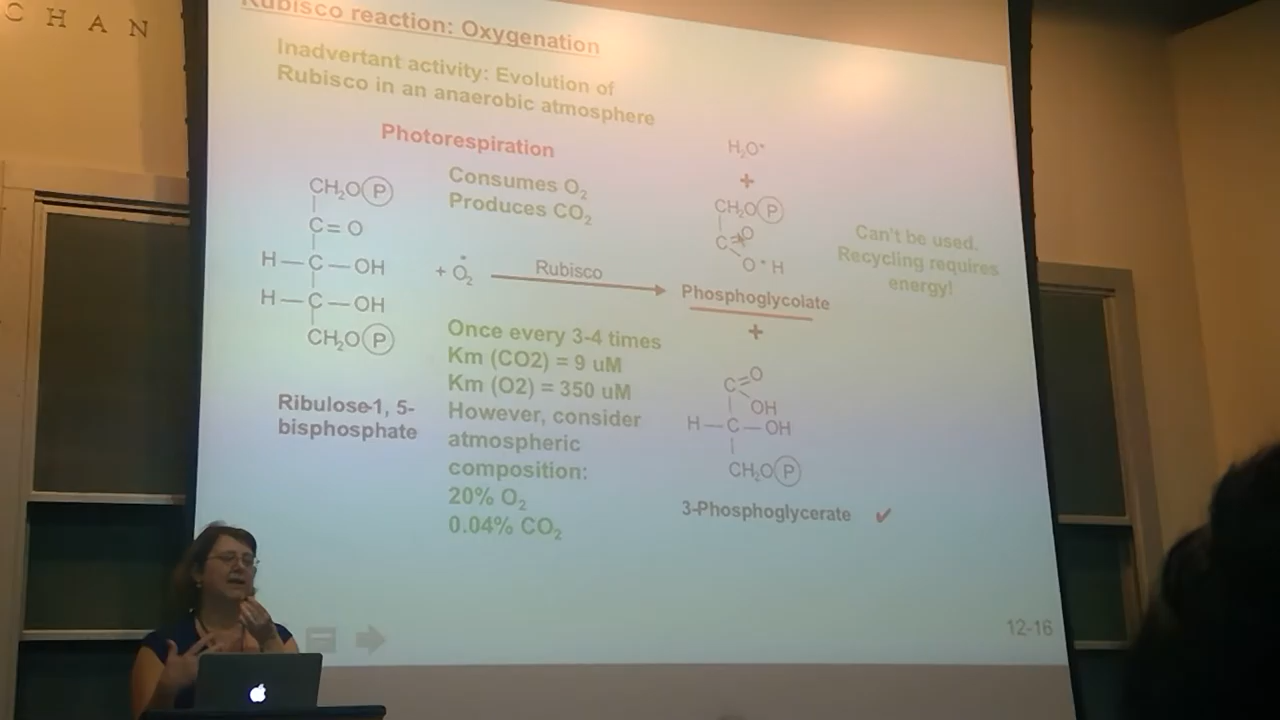 CHAN
Rubisco reaction: Oxygenation
Inadvertant activity: Evolution of
Rubisco in an anaerobic atmosphere
Photorespiration
Consumes O₂
Produces CO₂
CH₂O P
C=O
H—C—OH
H—C—OH
CH₂O P
Ribulose-1, 5-
bisphosphate
+ O₂*
Rubisco
Once every 3-4 times
Km (CO2) = 9 uM
Km (O2) = 350 uM
However, consider
atmospheric
composition:
20% O₂
0.04% CO₂
H₂O*
+
CH₂O P
C=O
O*H
Phosphoglycolate
+
C=O
OH
H—C—OH
CH₂O P
3-Phosphoglycerate ✓
Can't be used.
Recycling requires
energy!
12-16